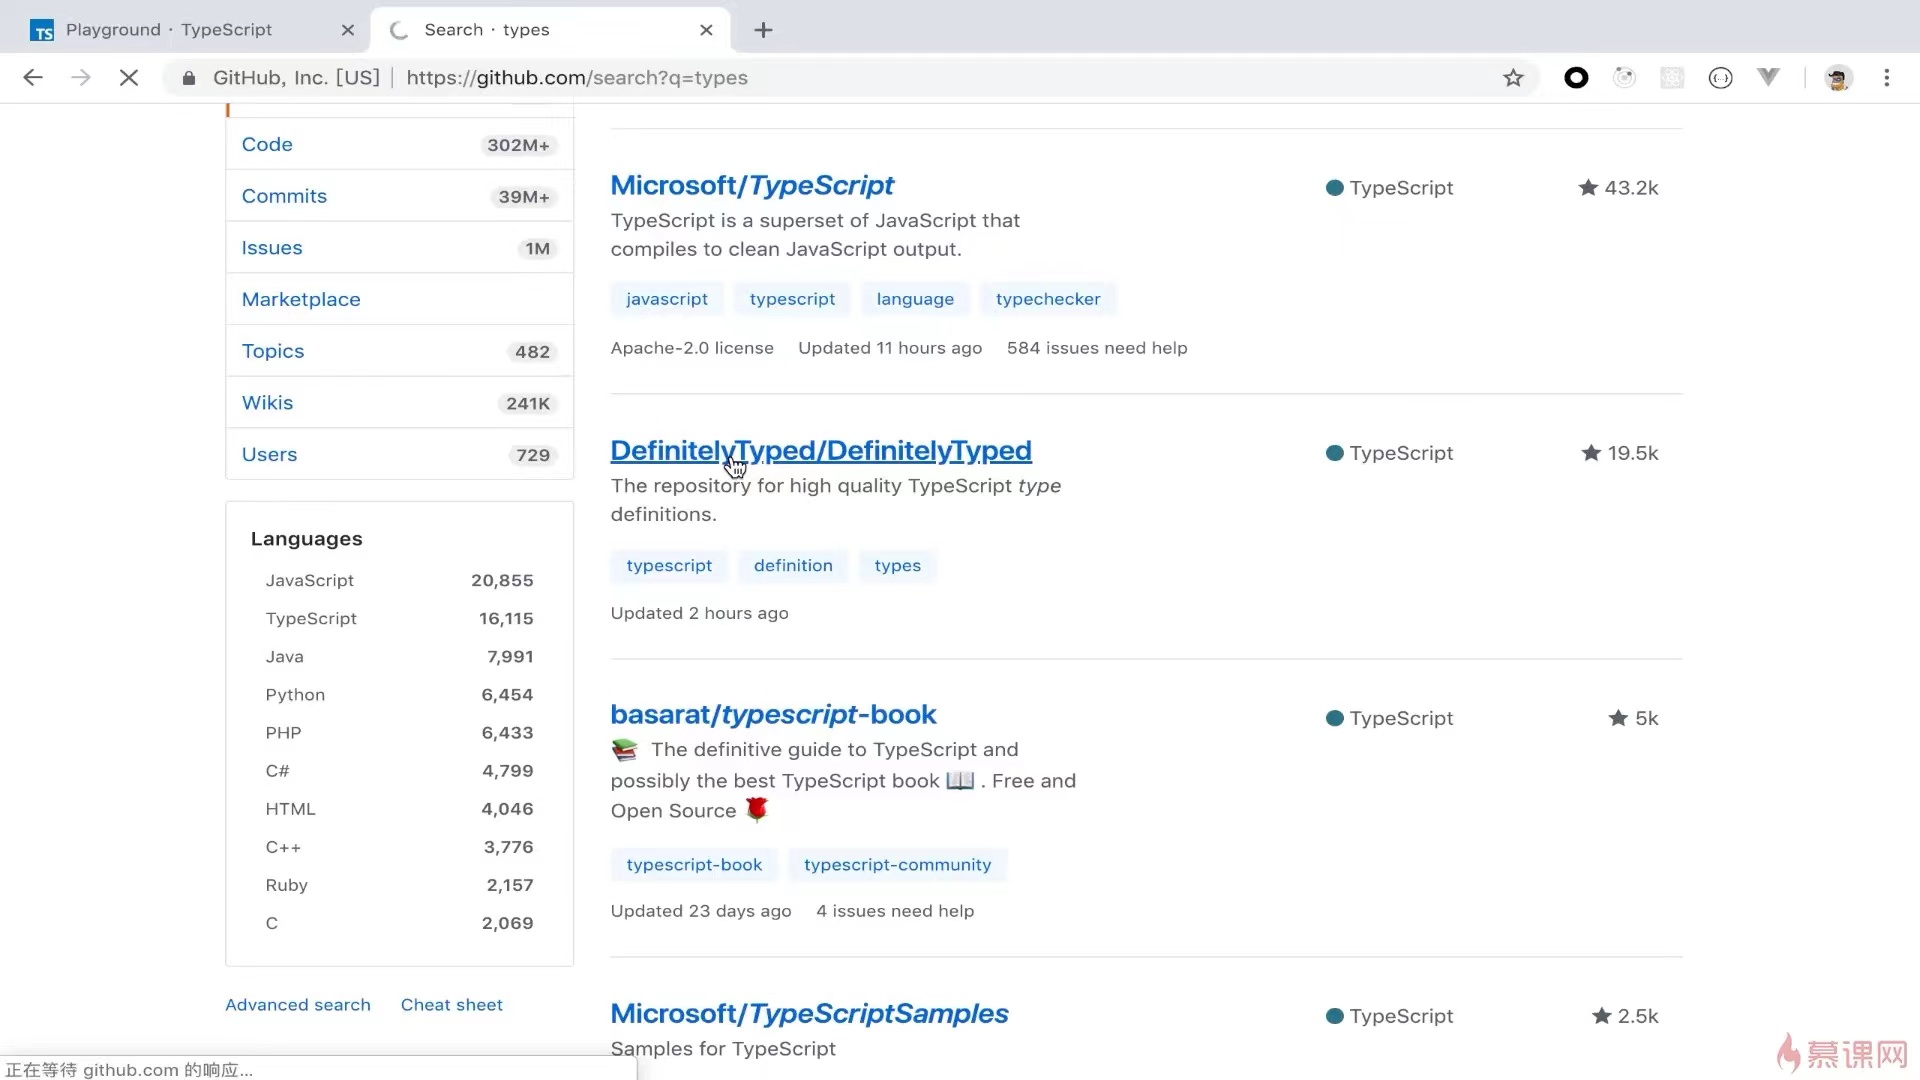 TS Playground · TypeScript
Search · types
GitHub, Inc. [US] | https://github.com/search?q=types
Code 302M+
Commits 39M+
Issues 1M
Marketplace
Topics 482
Wikis 241K
Users 729
Languages
JavaScript 20,855
TypeScript 16,115
Java 7,991
Python 6,454
PHP 6,433
C# 4,799
HTML 4,046
C++ 3,776
Ruby 2,157
C 2,069
Advanced search Cheat sheet
Microsoft/TypeScript TypeScript 43.2k
TypeScript is a superset of JavaScript that
compiles to clean JavaScript output.
javascript typescript language typechecker
Apache-2.0 license Updated 11 hours ago 584 issues need help
DefinitelyTyped/DefinitelyTyped TypeScript 19.5k
The repository for high quality TypeScript type
definitions.
typescript definition types
Updated 2 hours ago
basarat/typescript-book TypeScript 5k
The definitive guide to TypeScript and
possibly the best TypeScript book . Free and
Open Source
typescript-book typescript-community
Updated 23 days ago 4 issues need help
Microsoft/TypeScriptSamples TypeScript 2.5k
Samples for TypeScript
正在等待 github.com 的响应...
慕课网